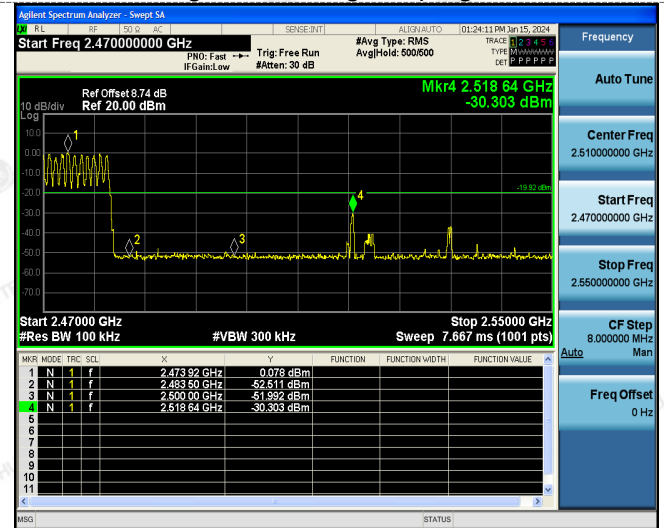 Agilent Spectrum Analyzer - Swept SA
LXI RL RF 50 Ω AC SENSE:INT ALIGN AUTO 01:24:11 PM Jan 15, 2024
Start Freq 2.470000000 GHz
PNO: Fast
IFGain:Low
Trig: Free Run
#Atten: 30 dB
#Avg Type: RMS
Avg|Hold: 500/500
TRACE 1 2 3 4 5 6
TYPE M W W W W W
DET P P P P P P
Ref Offset 8.74 dB
10 dB/div Ref 20.00 dBm
Log
Mkr4 2.518 64 GHz
-30.303 dBm
10.0
0.00
-10.0
-20.0
-30.0
-40.0
-50.0
-60.0
-70.0
1
2
3
4
-19.92 dBm
Start 2.47000 GHz Stop 2.55000 GHz
#Res BW 100 kHz #VBW 300 kHz Sweep 7.667 ms (1001 pts)
MKR MODE TRC SCL X Y FUNCTION FUNCTION WIDTH FUNCTION VALUE
1 N 1 f 2.473 92 GHz 0.078 dBm
2 N 1 f 2.483 50 GHz -52.511 dBm
3 N 1 f 2.500 00 GHz -51.992 dBm
4 N 1 f 2.518 64 GHz -30.303 dBm
5
6
7
8
9
10
11
MSG STATUS
Frequency
Auto Tune
Center Freq
2.510000000 GHz
Start Freq
2.470000000 GHz
Stop Freq
2.550000000 GHz
CF Step
8.000000 MHz
Auto Man
Freq Offset
0 Hz